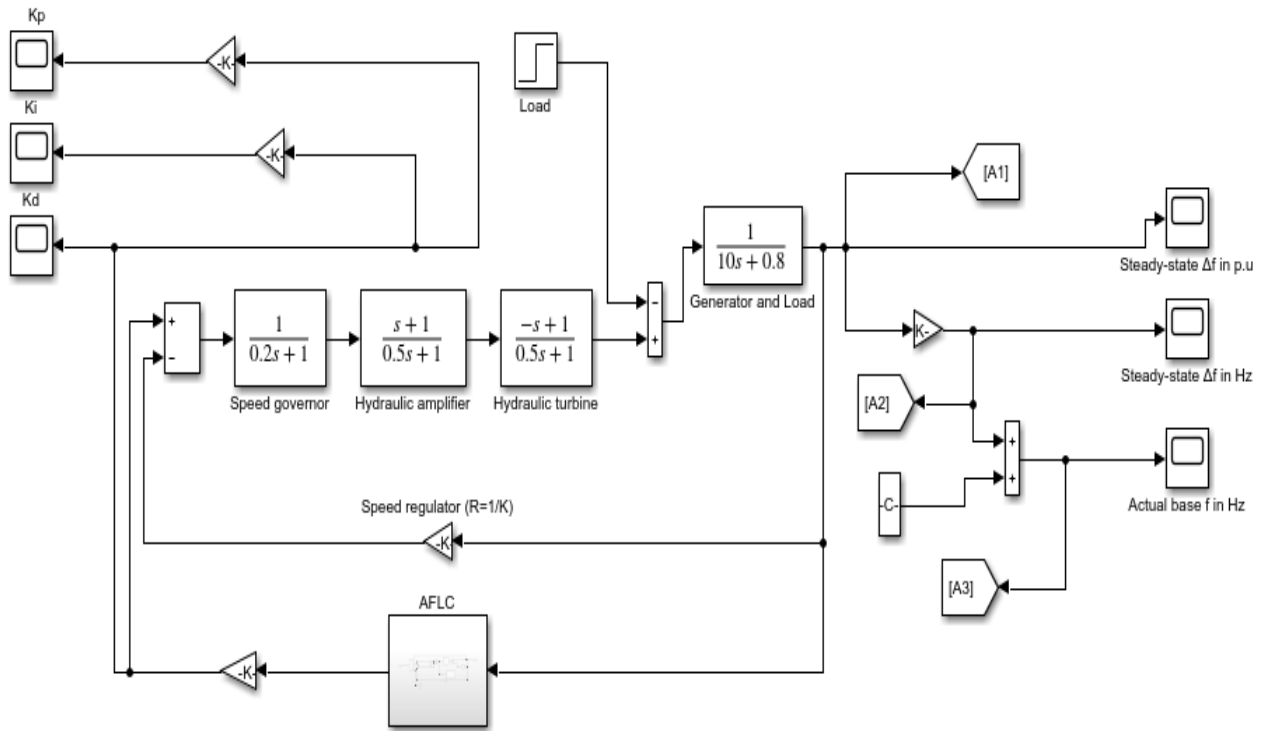 Kp
-K-
Ki
-K-
Kd
Load
[A1]
1
10s + 0.8
Generator and Load
Steady-state Δf in p.u
+
−
1
0.2s + 1
Speed governor
s + 1
0.5s + 1
Hydraulic amplifier
-s + 1
0.5s + 1
Hydraulic turbine
−
+
K-
Steady-state Δf in Hz
[A2]
+
+
-C-
Actual base f in Hz
Speed regulator (R=1/K)
-K-
[A3]
AFLC
-K-